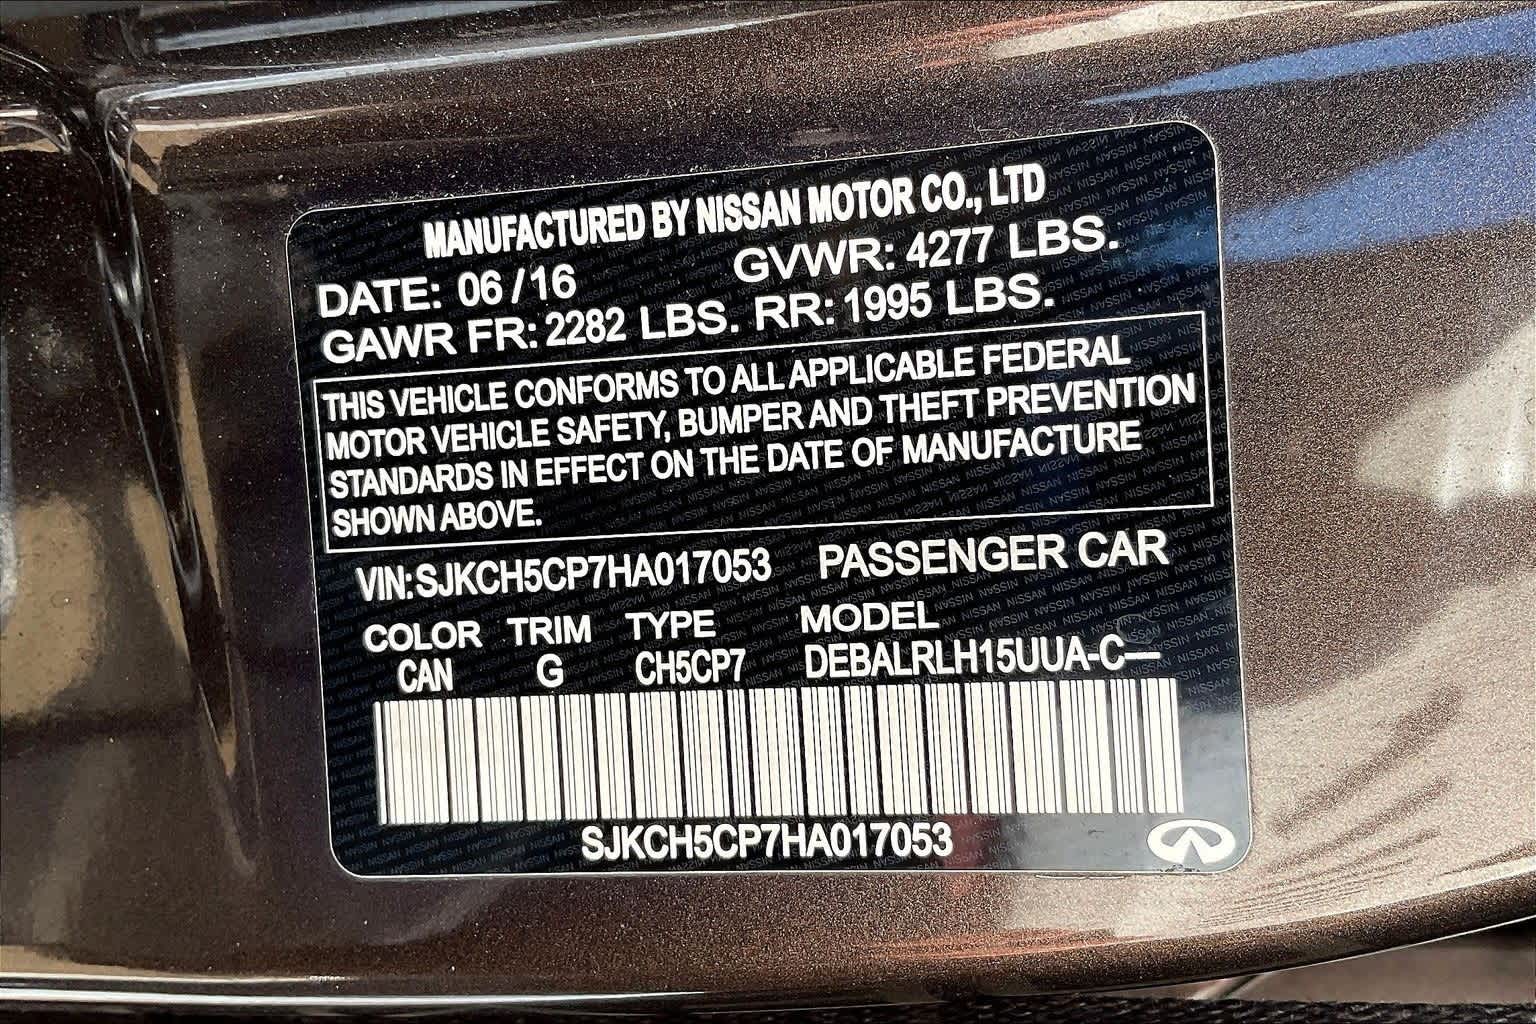 MANUFACTURED BY NISSAN MOTOR CO., LTD
DATE: 06/16 GVWR: 4277 LBS.
GAWR FR: 2282 LBS. RR: 1995 LBS.
THIS VEHICLE CONFORMS TO ALL APPLICABLE FEDERAL
MOTOR VEHICLE SAFETY, BUMPER AND THEFT PREVENTION
STANDARDS IN EFFECT ON THE DATE OF MANUFACTURE
SHOWN ABOVE.
VIN: SJKCH5CP7HA017053 PASSENGER CAR
COLOR TRIM TYPE MODEL
CAN G CH5CP7 DEBALRLH15UUA-C—
SJKCH5CP7HA017053